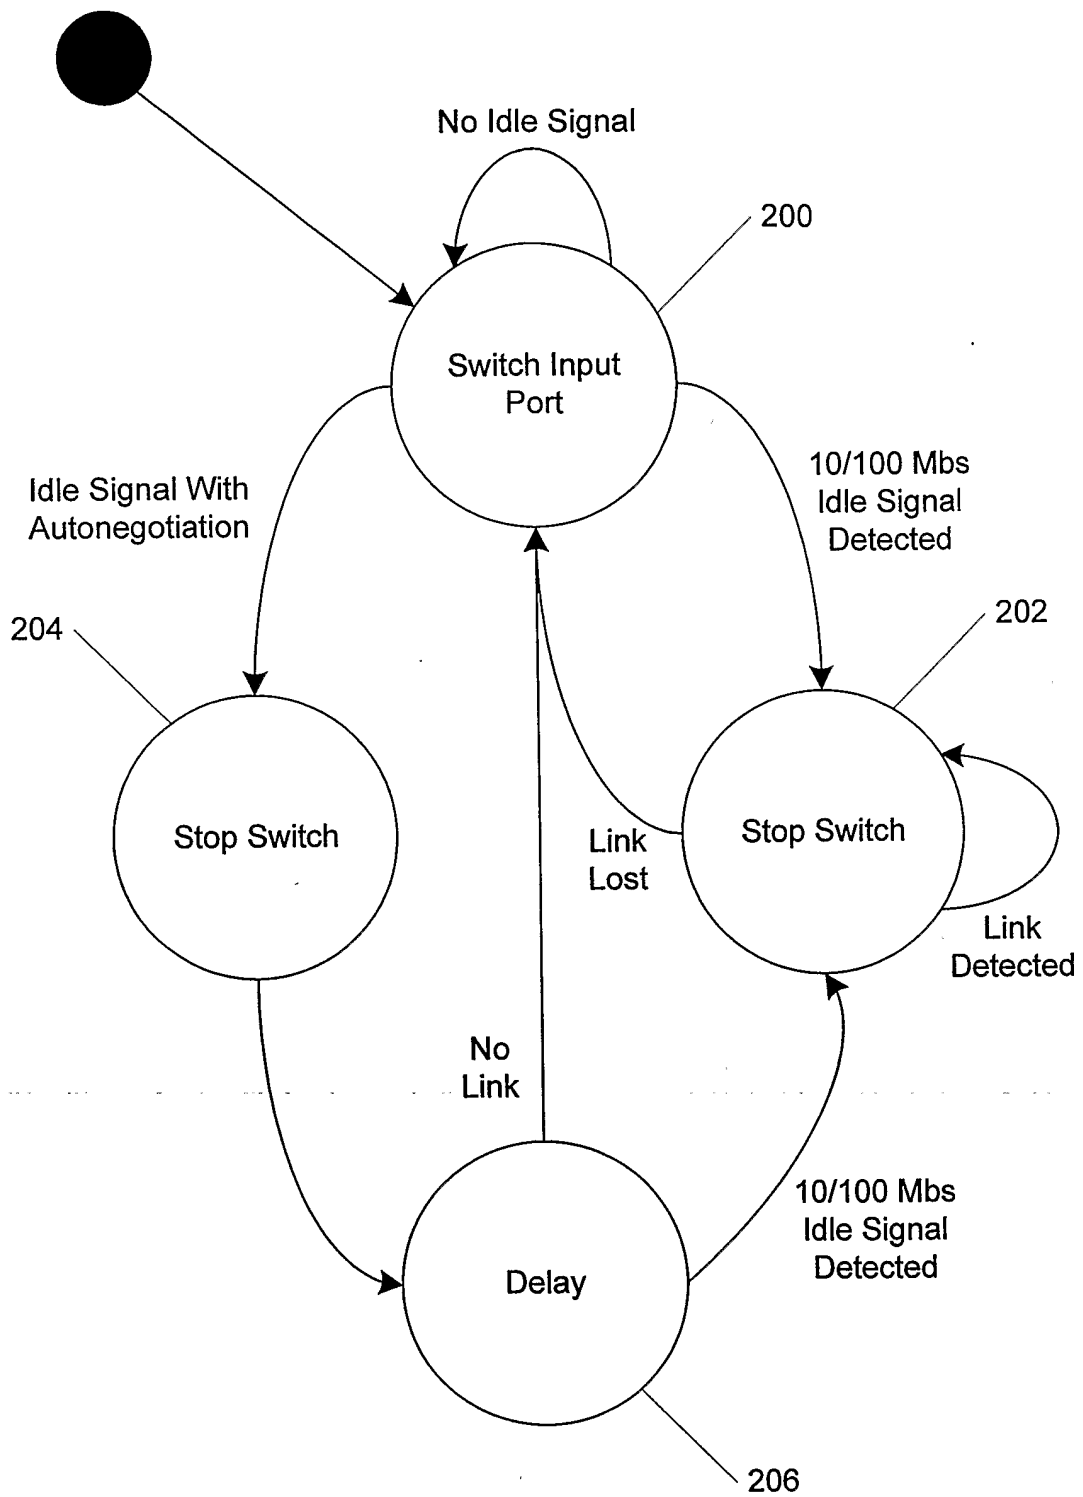 No Idle Signal
200
Switch Input
Port
10/100 Mbs
Idle Signal
Detected
Idle Signal With
Autonegotiation
204
202
Stop Switch
Stop Switch
Link
Lost
Link
Detected
No
Link
10/100 Mbs
Idle Signal
Detected
Delay
206